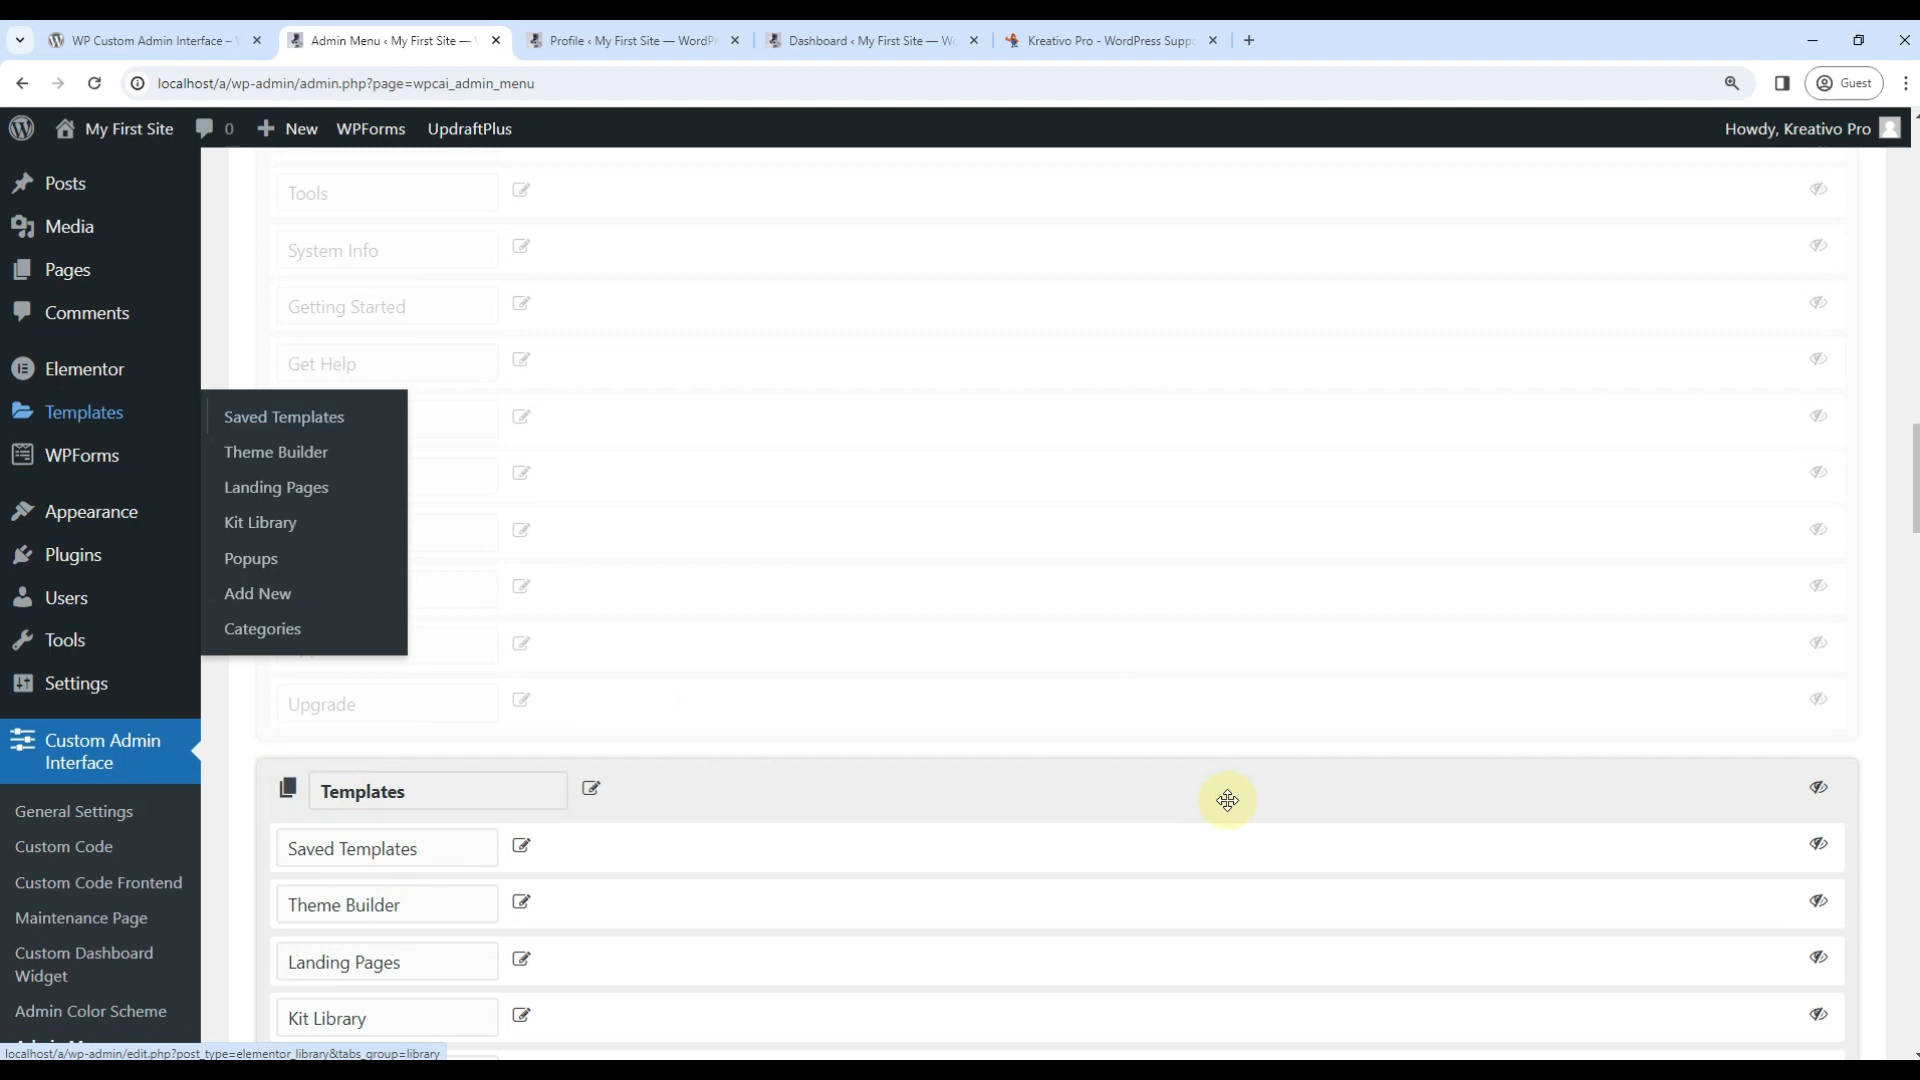 WP Custom Admin Interface –
Admin Menu ‹ My First Site —
Profile ‹ My First Site — WordP
Dashboard ‹ My First Site — W
Kreativo Pro - WordPress Supp
localhost/a/wp-admin/admin.php?page=wpcai_admin_menu
Guest
My First Site
0
New
WPForms
UpdraftPlus
Howdy, Kreativo Pro
Posts
Media
Pages
Comments
Elementor
Templates
WPForms
Appearance
Plugins
Users
Tools
Settings
Custom Admin
Interface
General Settings
Custom Code
Custom Code Frontend
Maintenance Page
Custom Dashboard
Widget
Admin Color Scheme
localhost/a/wp-admin/edit.php?post_type=elementor_library&tabs_group=library
Saved Templates
Theme Builder
Landing Pages
Kit Library
Popups
Add New
Categories
Tools
System Info
Getting Started
Get Help
Upgrade
Templates
Saved Templates
Theme Builder
Landing Pages
Kit Library